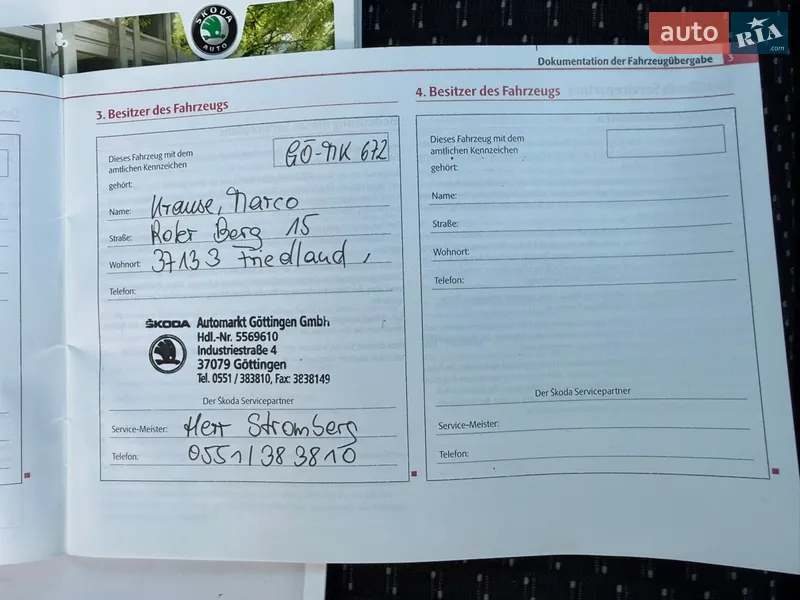 ŠKODA
AUTO
auto RIA
.com
Dokumentation der Fahrzeugübergabe 3
3. Besitzer des Fahrzeugs
Dieses Fahrzeug mit dem
amtlichen Kennzeichen
GÖ-MK 672
gehört:
Name: Krause, Marco
Straße: Roter Berg 15
Wohnort: 37133 Friedland,
Telefon:
ŠKODA Automarkt Göttingen GmbH
Hdl.-Nr. 5569610
Industriestraße 4
37079 Göttingen
Tel. 0551 / 383810, Fax: 3838149
Der Škoda Servicepartner
Service-Meister: Herr Stromberg
Telefon: 0551/383810
4. Besitzer des Fahrzeugs
Dieses Fahrzeug mit dem
amtlichen Kennzeichen
gehört:
Name:
Straße:
Wohnort:
Telefon:
Der Škoda Servicepartner
Service-Meister:
Telefon: